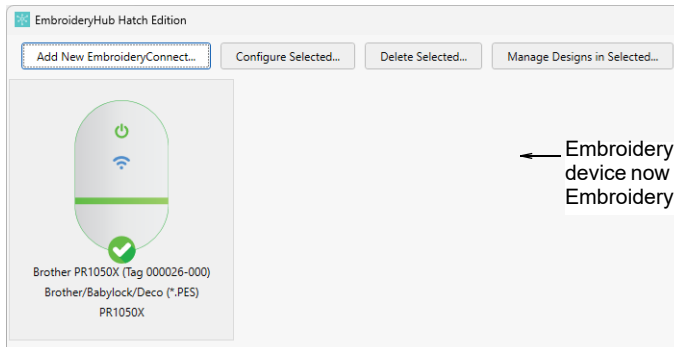 EmbroideryHub Hatch Edition
Add New EmbroideryConnect... Configure Selected... Delete Selected... Manage Designs in Selected...
Embroidery
device now
Embroidery
Brother PR1050X (Tag 000026-000)
Brother/Babylock/Deco (*.PES)
PR1050X